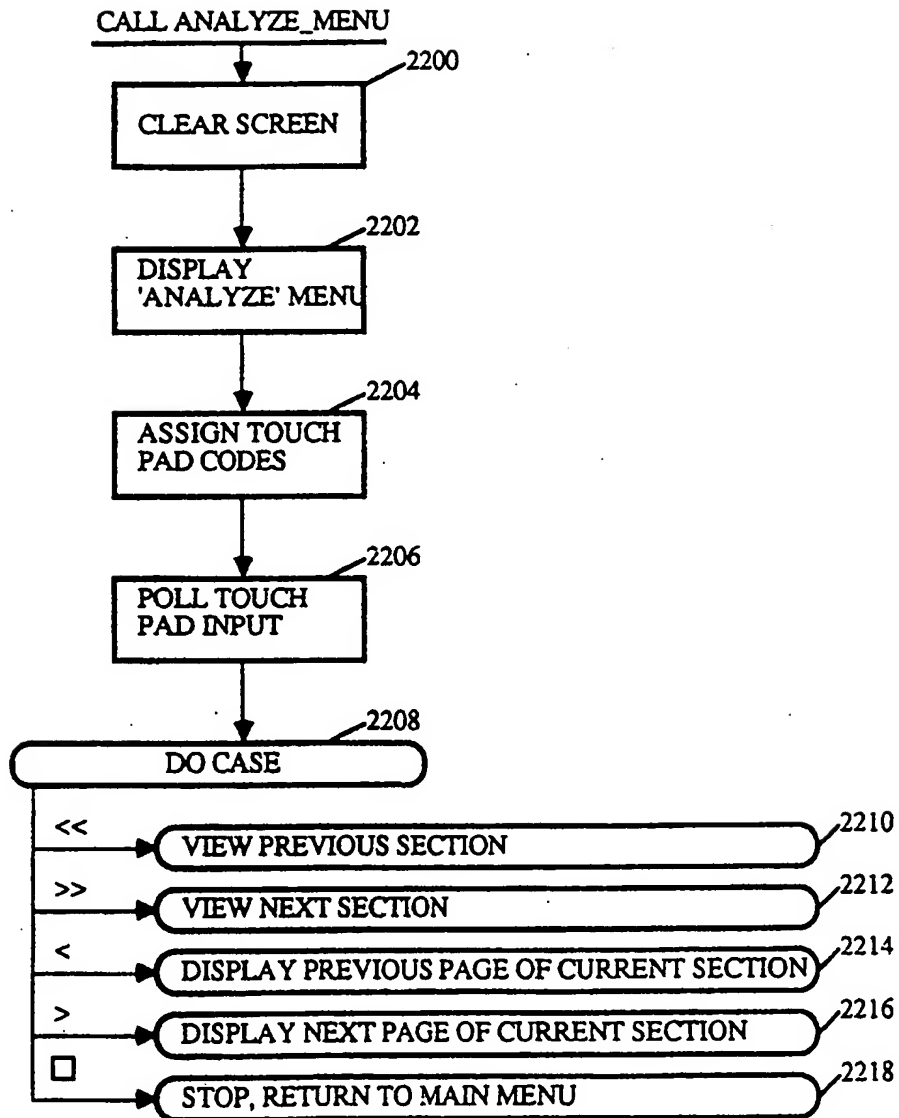 CALL ANALYZE_MENU
2200
CLEAR SCREEN
2202
DISPLAY
'ANALYZE' MENU
2204
ASSIGN TOUCH
PAD CODES
2206
POLL TOUCH
PAD INPUT
2208
DO CASE
<<
VIEW PREVIOUS SECTION
2210
>>
VIEW NEXT SECTION
2212
<
DISPLAY PREVIOUS PAGE OF CURRENT SECTION
2214
>
DISPLAY NEXT PAGE OF CURRENT SECTION
2216
□
STOP, RETURN TO MAIN MENU
2218